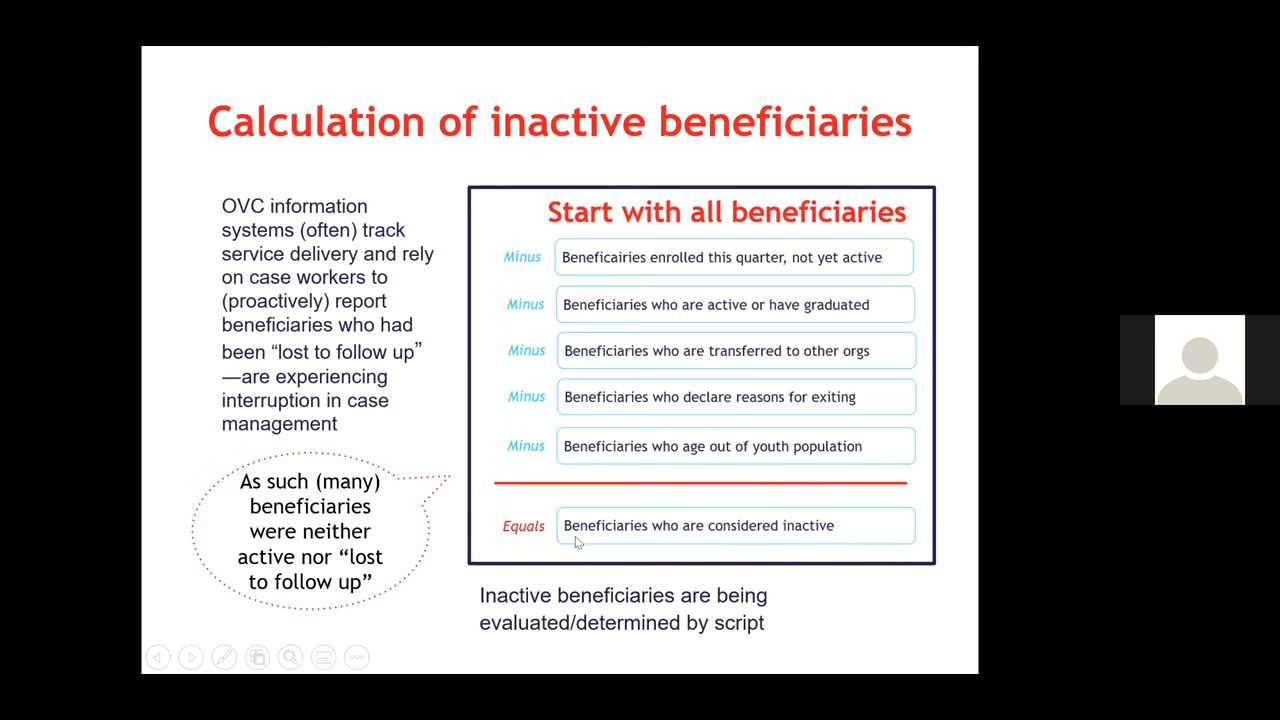 Calculation of inactive beneficiaries
OVC information
systems (often) track
service delivery and rely
on case workers to
(proactively) report
beneficiaries who had
been “lost to follow up”
—are experiencing
interruption in case
management
As such (many)
beneficiaries
were neither
active nor “lost
to follow up”
Start with all beneficiaries
Minus Beneficairies enrolled this quarter, not yet active
Minus Beneficiaries who are active or have graduated
Minus Beneficiaries who are transferred to other orgs
Minus Beneficiaries who declare reasons for exiting
Minus Beneficiaries who age out of youth population
Equals Beneficiaries who are considered inactive
Inactive beneficiaries are being
evaluated/determined by script